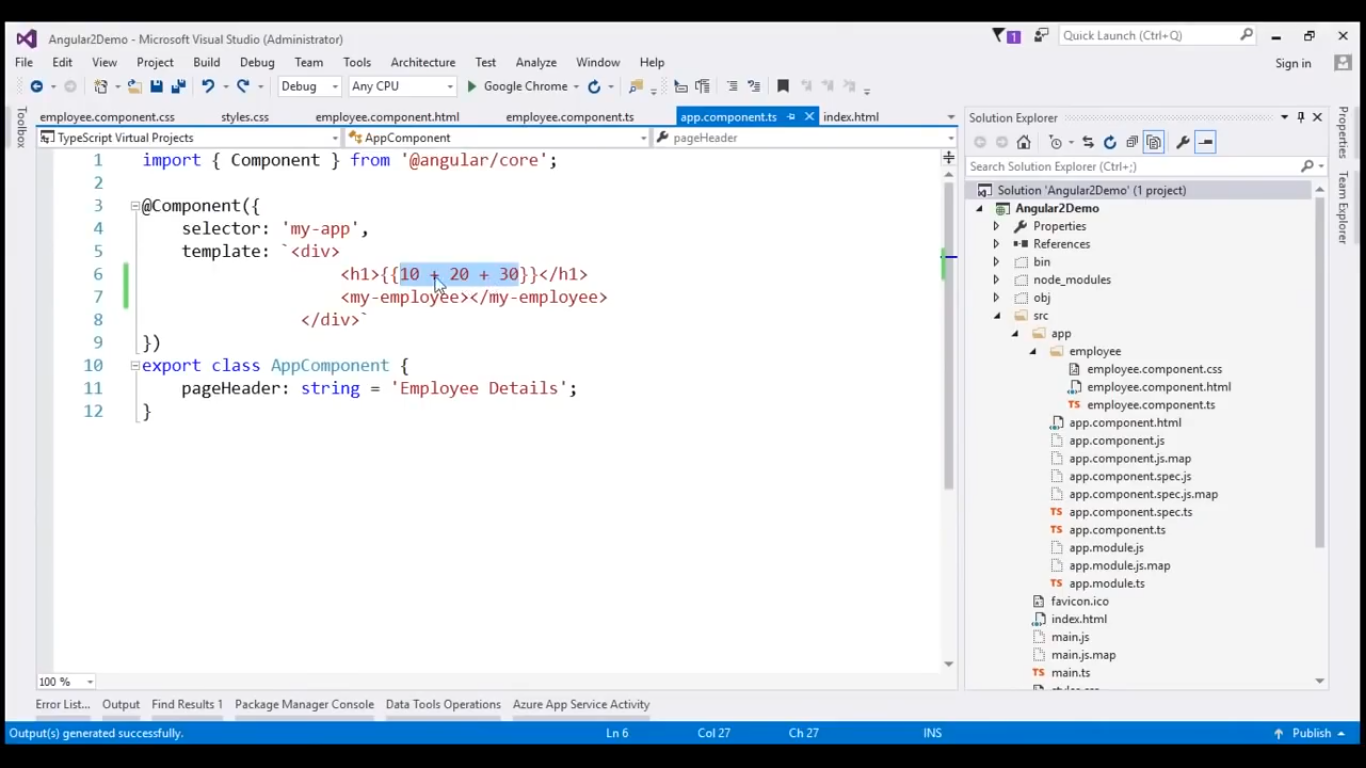 Angular2Demo - Microsoft Visual Studio (Administrator)
1
Quick Launch (Ctrl+Q)
File Edit View Project Build Debug Team Tools Architecture Test Analyze Window Help
Sign in
Debug Any CPU Google Chrome
Toolbox
employee.component.css styles.css employee.component.html employee.component.ts app.component.ts index.html
TypeScript Virtual Projects AppComponent pageHeader
1 import { Component } from '@angular/core';
2
3 @Component({
4 selector: 'my-app',
5 template: `<div>
6 <h1>{{10 + 20 + 30}}</h1>
7 <my-employee></my-employee>
8 </div>`
9 })
10 export class AppComponent {
11 pageHeader: string = 'Employee Details';
12 }
100 %
Solution Explorer
Search Solution Explorer (Ctrl+;)
Solution 'Angular2Demo' (1 project)
Angular2Demo
Properties
References
bin
node_modules
obj
src
app
employee
employee.component.css
employee.component.html
employee.component.ts
app.component.html
app.component.js
app.component.js.map
app.component.spec.js
app.component.spec.js.map
app.component.spec.ts
app.component.ts
app.module.js
app.module.js.map
app.module.ts
favicon.ico
index.html
main.js
main.js.map
main.ts
Properties
Team Explorer
Error List... Output Find Results 1 Package Manager Console Data Tools Operations Azure App Service Activity
Output(s) generated successfully. Ln 6 Col 27 Ch 27 INS Publish